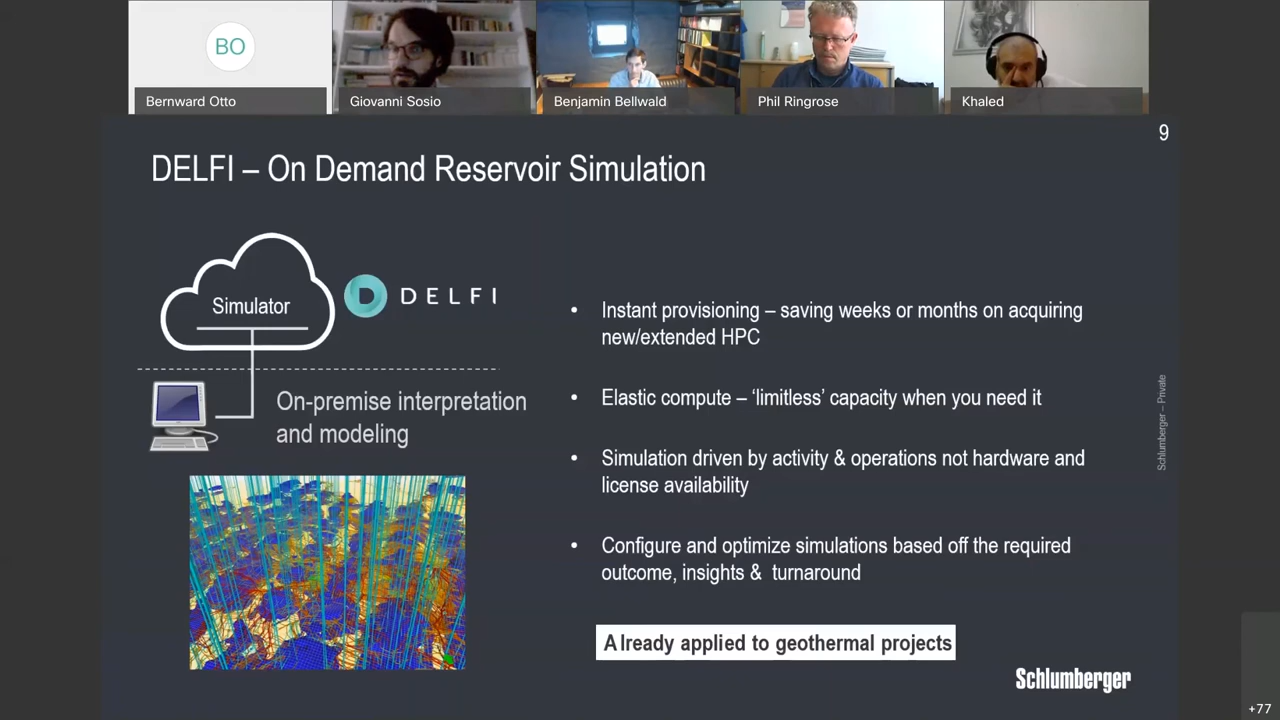 BO
Bernward Otto
Giovanni Sosio
Benjamin Bellwald
Phil Ringrose
Khaled
9
DELFI – On Demand Reservoir Simulation
Simulator
D DELFI
On-premise interpretation
and modeling
• Instant provisioning – saving weeks or months on acquiring
new/extended HPC
• Elastic compute – ‘limitless’ capacity when you need it
• Simulation driven by activity & operations not hardware and
license availability
• Configure and optimize simulations based off the required
outcome, insights & turnaround
Already applied to geothermal projects
Schlumberger – Private
Schlumberger
+77